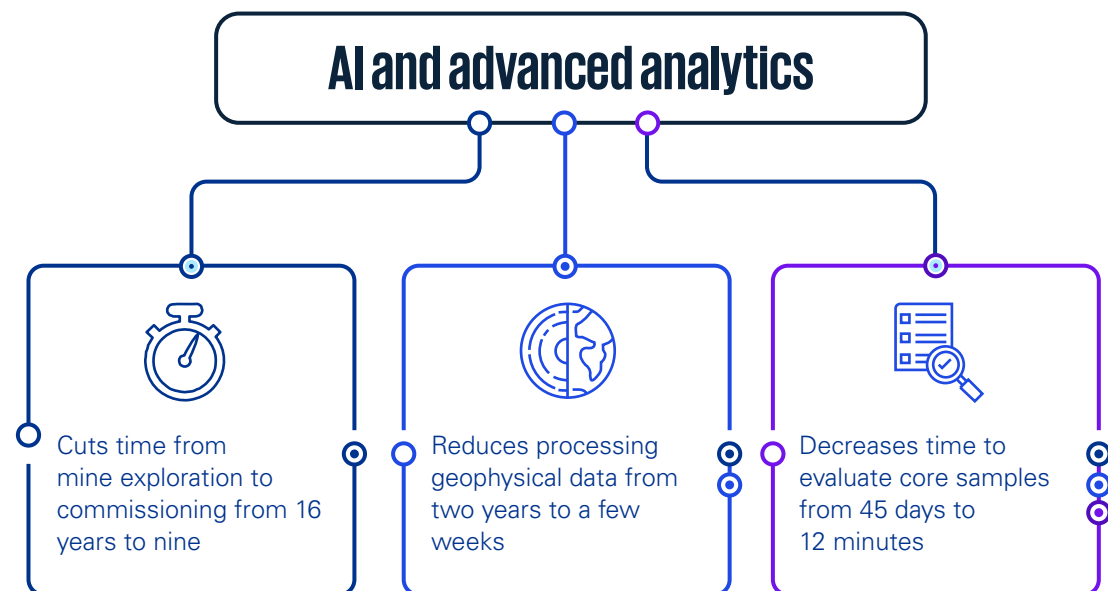 AI and advanced analytics
Cuts time from
mine exploration to
commissioning from 16
years to nine
Reduces processing
geophysical data from
two years to a few
weeks
Decreases time to
evaluate core samples
from 45 days to
12 minutes